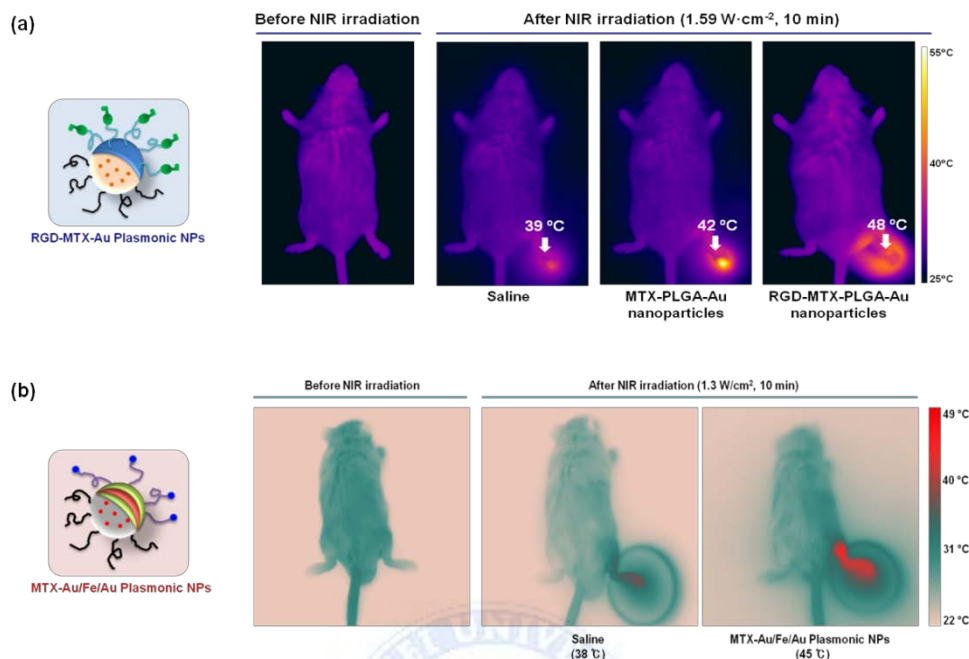 (a)
Before NIR irradiation
After NIR irradiation (1.59 W·cm⁻², 10 min)
55°C
40°C
25°C
39 ºC
42 ºC
48 ºC
RGD-MTX-Au Plasmonic NPs
Saline
MTX-PLGA-Au
nanoparticles
RGD-MTX-PLGA-Au
nanoparticles
(b)
Before NIR irradiation
After NIR irradiation (1.3 W/cm², 10 min)
49 °C
40 °C
31 °C
22 °C
MTX-Au/Fe/Au Plasmonic NPs
Saline
(38 ℃)
MTX-Au/Fe/Au Plasmonic NPs
(45 ℃)